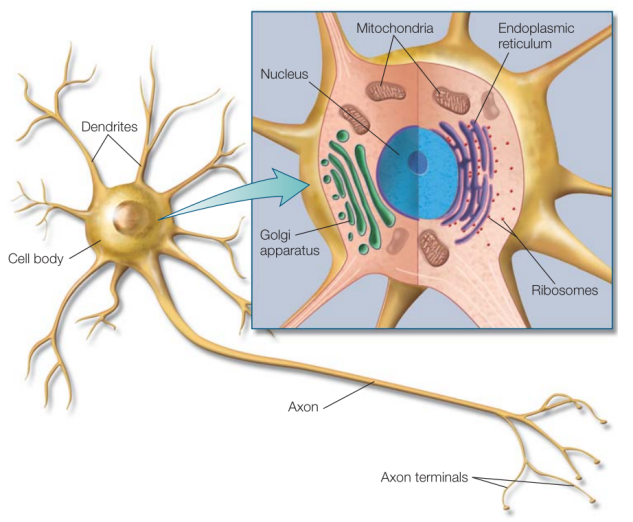 Mitochondria
Endoplasmic
reticulum
Nucleus
Dendrites
Golgi
apparatus
Cell body
Ribosomes
Axon
Axon terminals